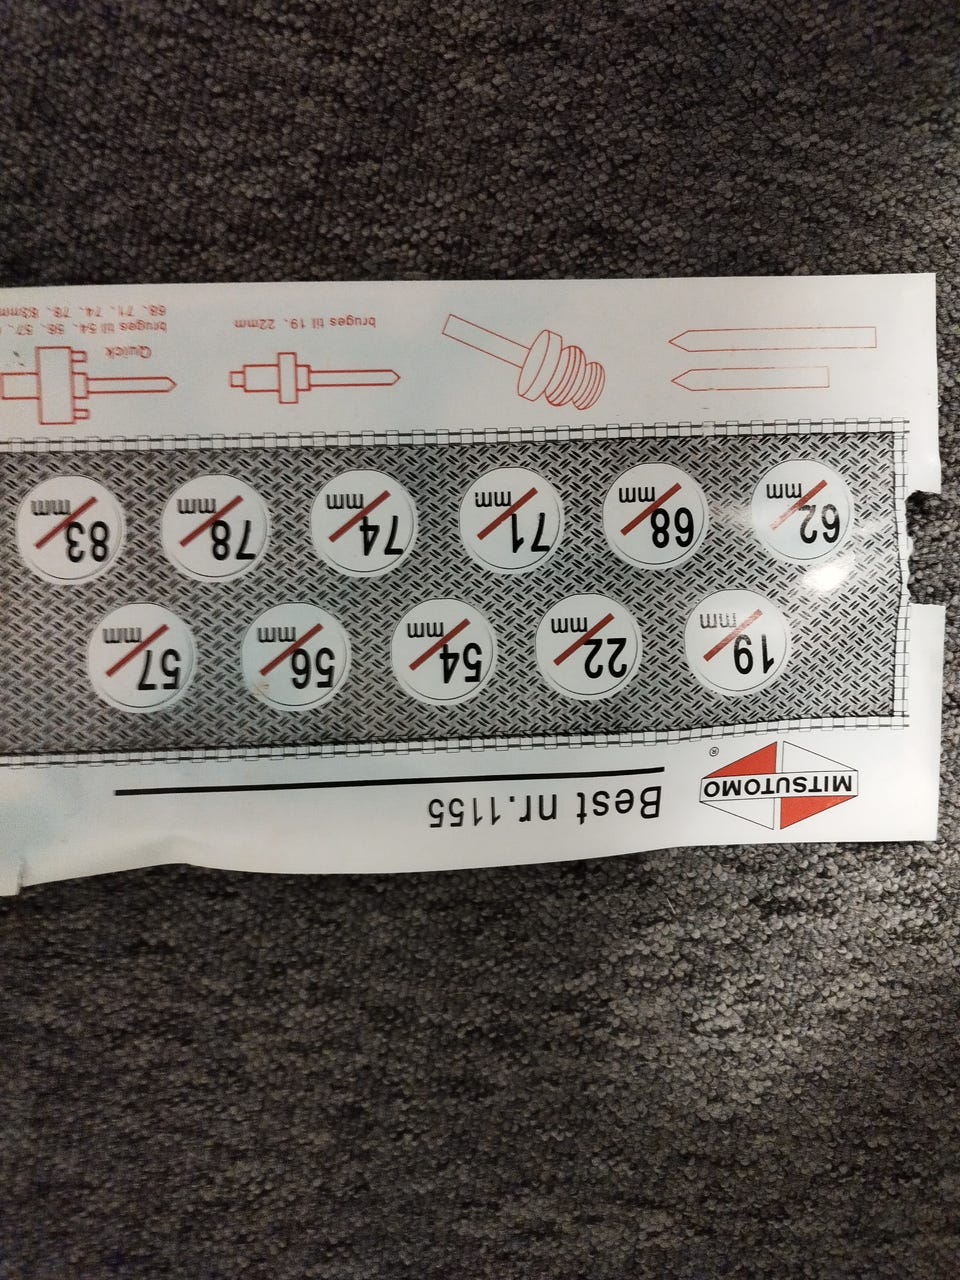 MITSUTOMO ®
Best nr.1155
19 mm
22 mm
54 mm
56 mm
57 mm
62 mm
68 mm
71 mm
74 mm
78 mm
83 mm
bruges til 19. 22mm
Quick
bruges til 54. 56. 57.
68. 71. 74. 78. 83mm